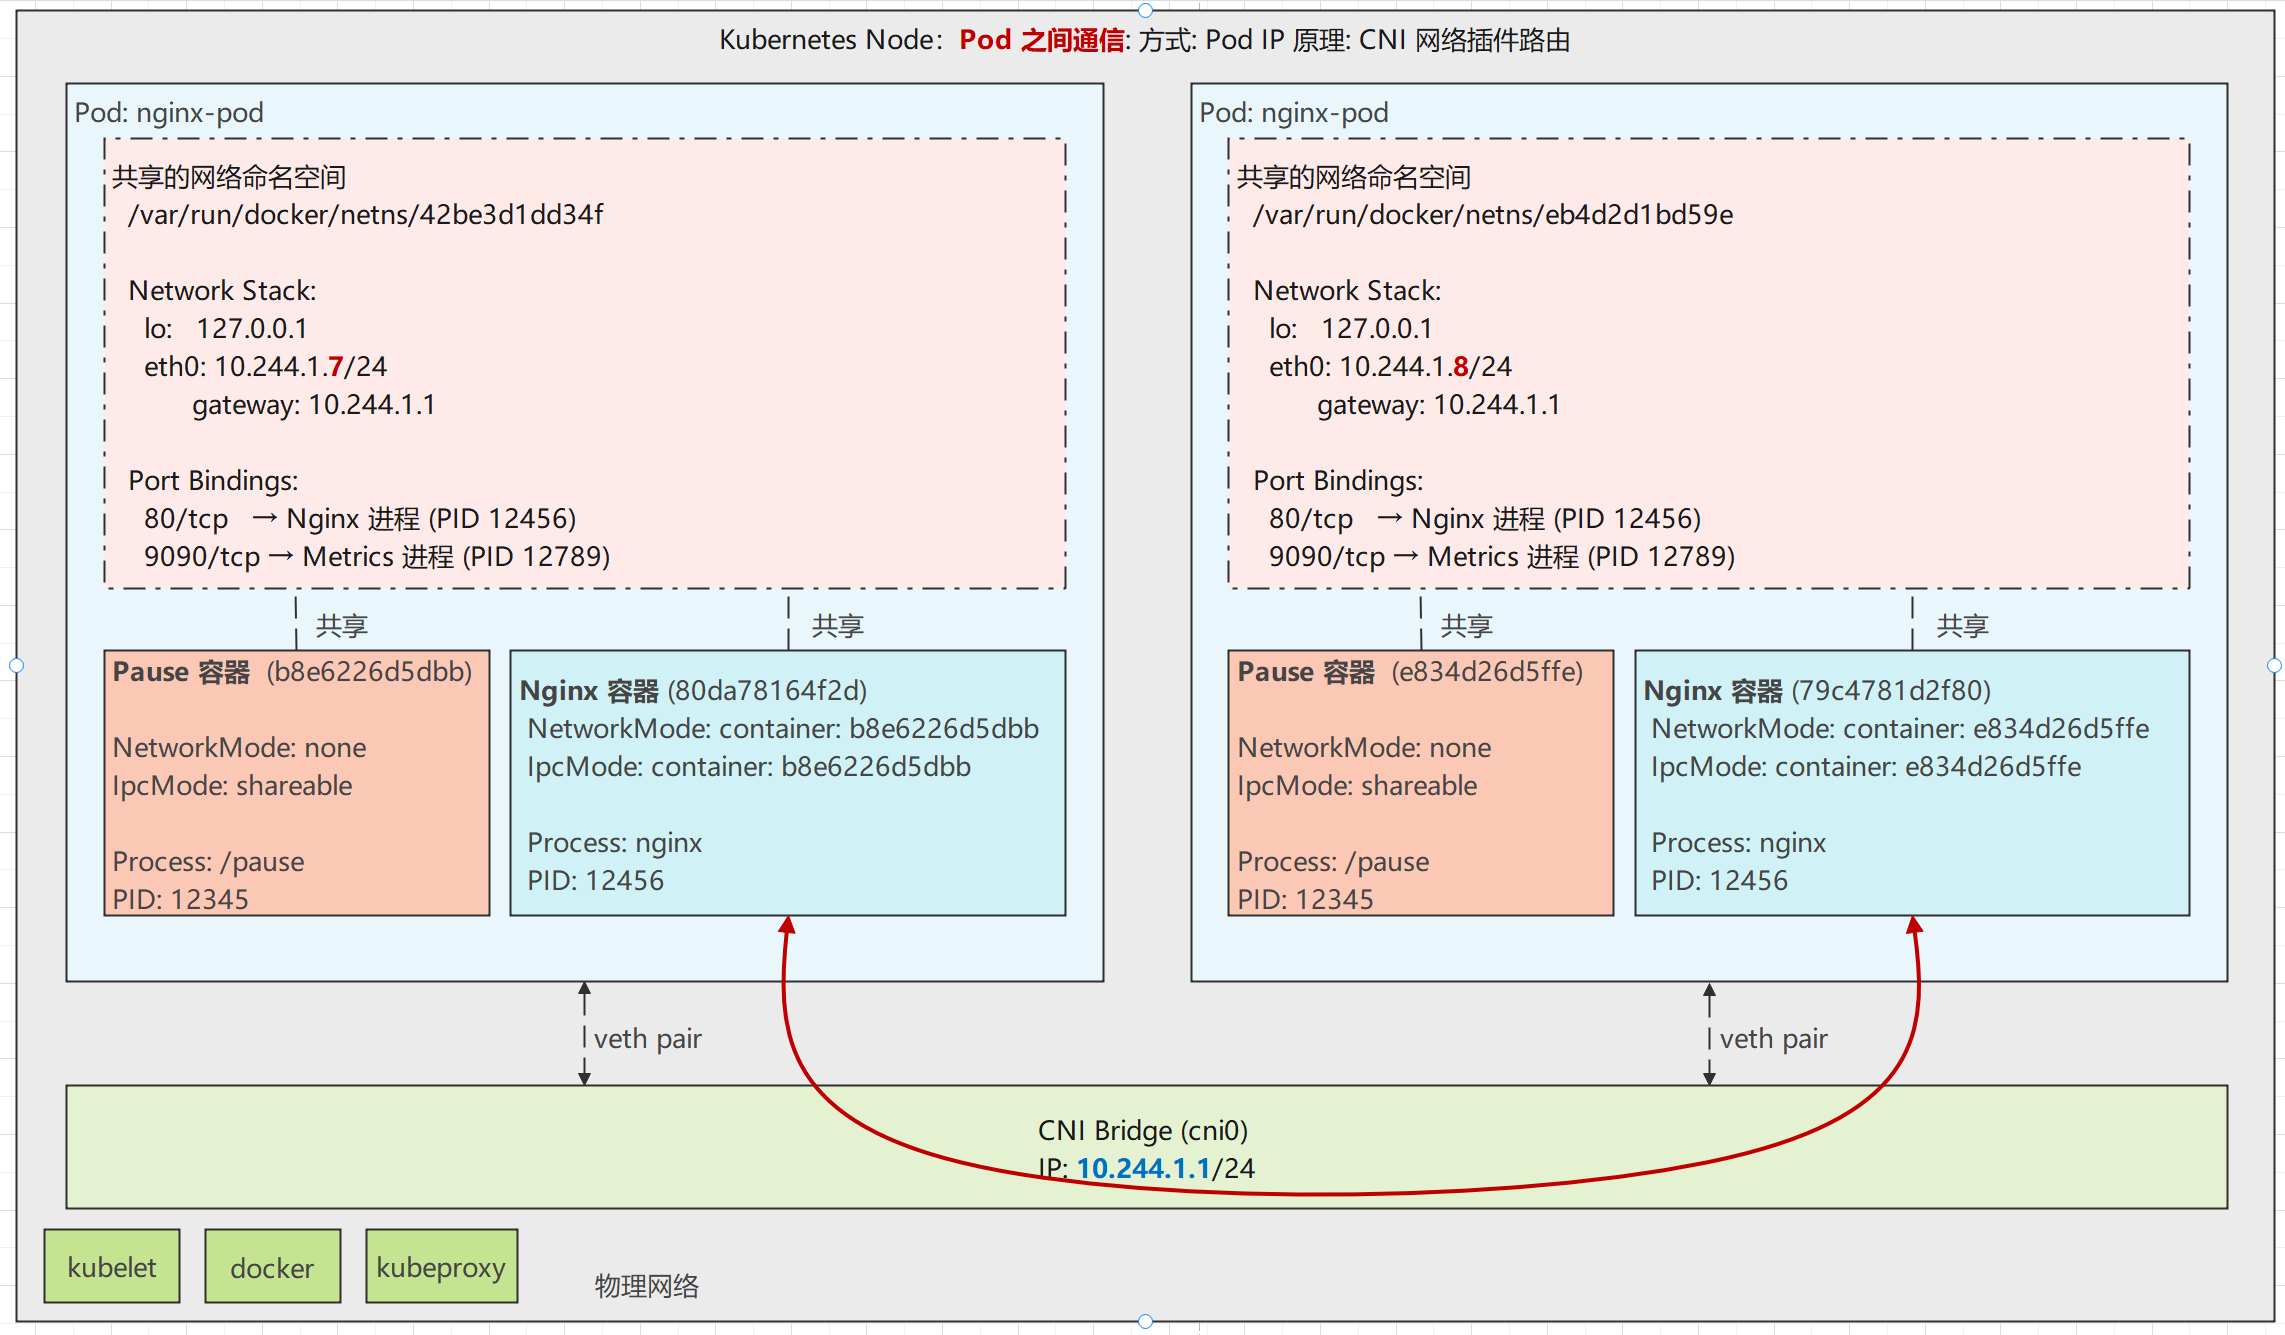 Kubernetes Node：Pod 之间通信: 方式: Pod IP 原理: CNI 网络插件路由
Pod: nginx-pod
共享的网络命名空间
/var/run/docker/netns/42be3d1dd34f
Network Stack:
lo: 127.0.0.1
eth0: 10.244.1.7/24
gateway: 10.244.1.1
Port Bindings:
80/tcp → Nginx 进程 (PID 12456)
9090/tcp → Metrics 进程 (PID 12789)
共享
共享
Pause 容器 (b8e6226d5dbb)
NetworkMode: none
IpcMode: shareable
Process: /pause
PID: 12345
Nginx 容器 (80da78164f2d)
NetworkMode: container: b8e6226d5dbb
IpcMode: container: b8e6226d5dbb
Process: nginx
PID: 12456
Pod: nginx-pod
共享的网络命名空间
/var/run/docker/netns/eb4d2d1bd59e
Network Stack:
lo: 127.0.0.1
eth0: 10.244.1.8/24
gateway: 10.244.1.1
Port Bindings:
80/tcp → Nginx 进程 (PID 12456)
9090/tcp → Metrics 进程 (PID 12789)
共享
共享
Pause 容器 (e834d26d5ffe)
NetworkMode: none
IpcMode: shareable
Process: /pause
PID: 12345
Nginx 容器 (79c4781d2f80)
NetworkMode: container: e834d26d5ffe
IpcMode: container: e834d26d5ffe
Process: nginx
PID: 12456
veth pair
veth pair
CNI Bridge (cni0)
IP: 10.244.1.1/24
kubelet
docker
kubeproxy
物理网络